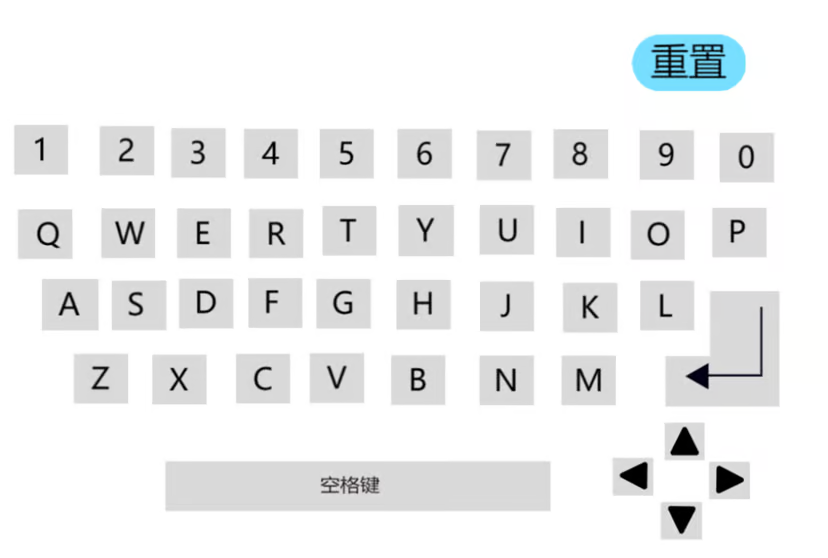 重置
1 2 3 4 5 6 7 8 9 0
Q W E R T Y U I O P
A S D F G H J K L
Z X C V B N M
空格键